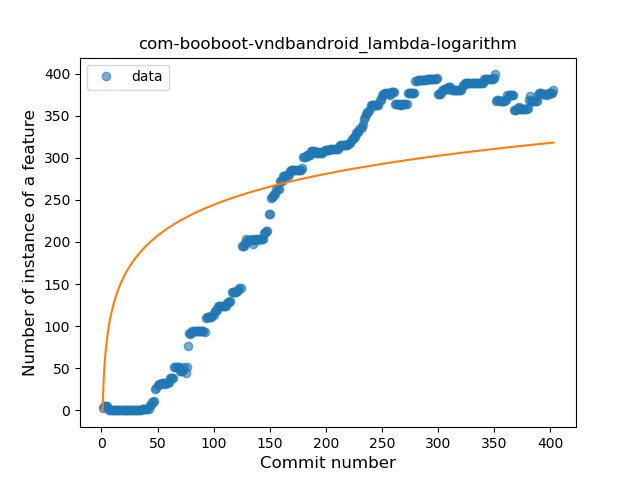 com-booboot-vndbandroid_lambda-logarithm
data
Number of instance of a feature
400
350
300
250
200
150
100
50
0
0 50 100 150 200 250 300 350 400
Commit number